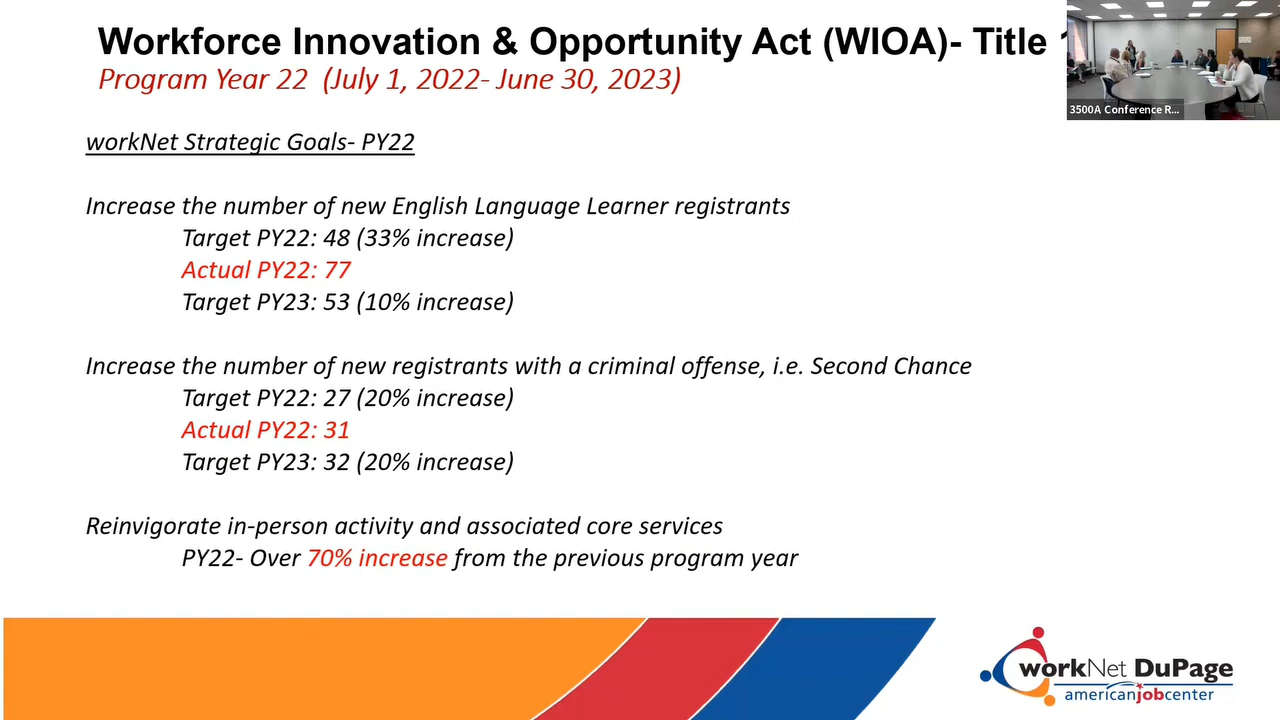 Workforce Innovation & Opportunity Act (WIOA)- Title 1
Program Year 22 (July 1, 2022- June 30, 2023)
3500A Conference R...
workNet Strategic Goals- PY22
Increase the number of new English Language Learner registrants
Target PY22: 48 (33% increase)
Actual PY22: 77
Target PY23: 53 (10% increase)
Increase the number of new registrants with a criminal offense, i.e. Second Chance
Target PY22: 27 (20% increase)
Actual PY22: 31
Target PY23: 32 (20% increase)
Reinvigorate in-person activity and associated core services
PY22- Over 70% increase from the previous program year
workNet DuPage
americanjobcenter